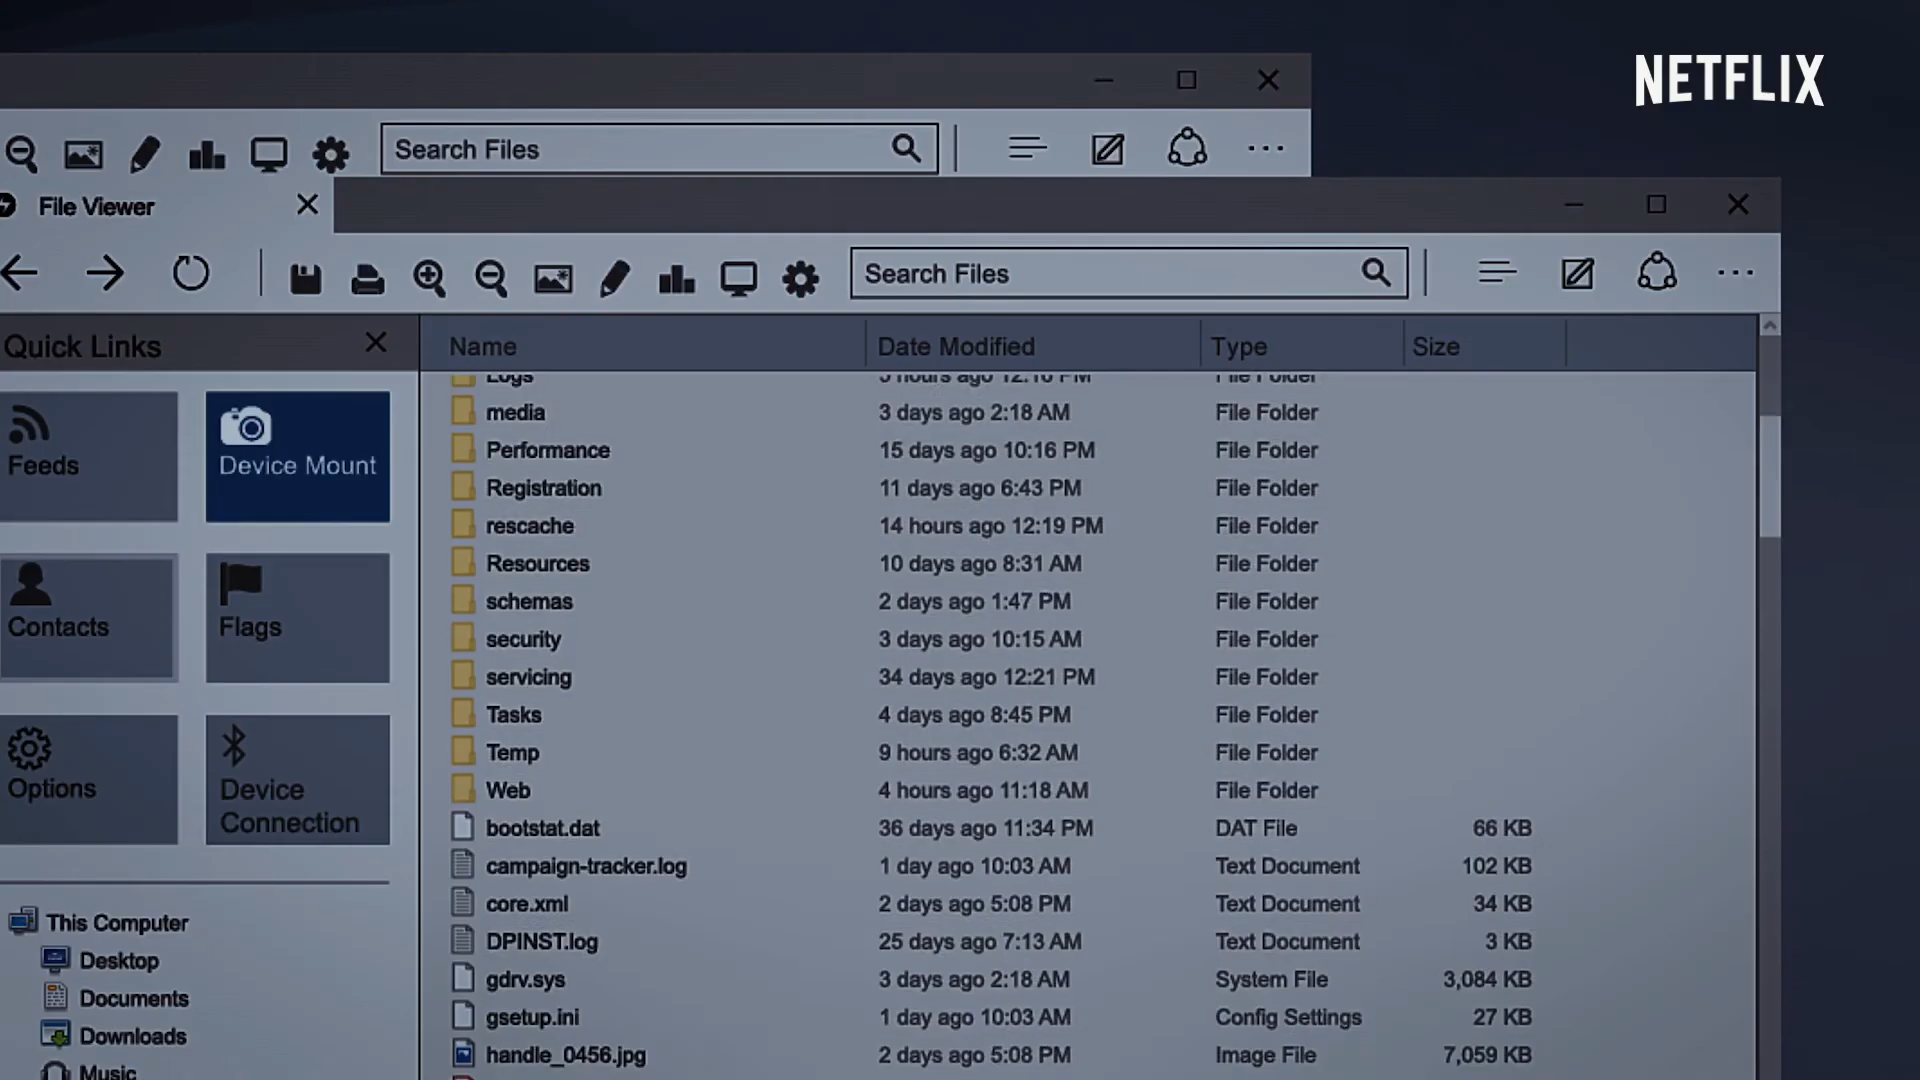 NETFLIX
Search Files
File Viewer
Search Files
Quick Links
Name Date Modified Type Size
Logs 5 hours ago 12:16 PM File Folder
media 3 days ago 2:18 AM File Folder
Performance 15 days ago 10:16 PM File Folder
Registration 11 days ago 6:43 PM File Folder
rescache 14 hours ago 12:19 PM File Folder
Resources 10 days ago 8:31 AM File Folder
schemas 2 days ago 1:47 PM File Folder
security 3 days ago 10:15 AM File Folder
servicing 34 days ago 12:21 PM File Folder
Tasks 4 days ago 8:45 PM File Folder
Temp 9 hours ago 6:32 AM File Folder
Web 4 hours ago 11:18 AM File Folder
bootstat.dat 36 days ago 11:34 PM DAT File 66 KB
campaign-tracker.log 1 day ago 10:03 AM Text Document 102 KB
core.xml 2 days ago 5:08 PM Text Document 34 KB
DPINST.log 25 days ago 7:13 AM Text Document 3 KB
gdrv.sys 3 days ago 2:18 AM System File 3,084 KB
gsetup.ini 1 day ago 10:03 AM Config Settings 27 KB
handle_0456.jpg 2 days ago 5:08 PM Image File 7,059 KB
Feeds
Device Mount
Contacts
Flags
Options
Device
Connection
This Computer
Desktop
Documents
Downloads
Music